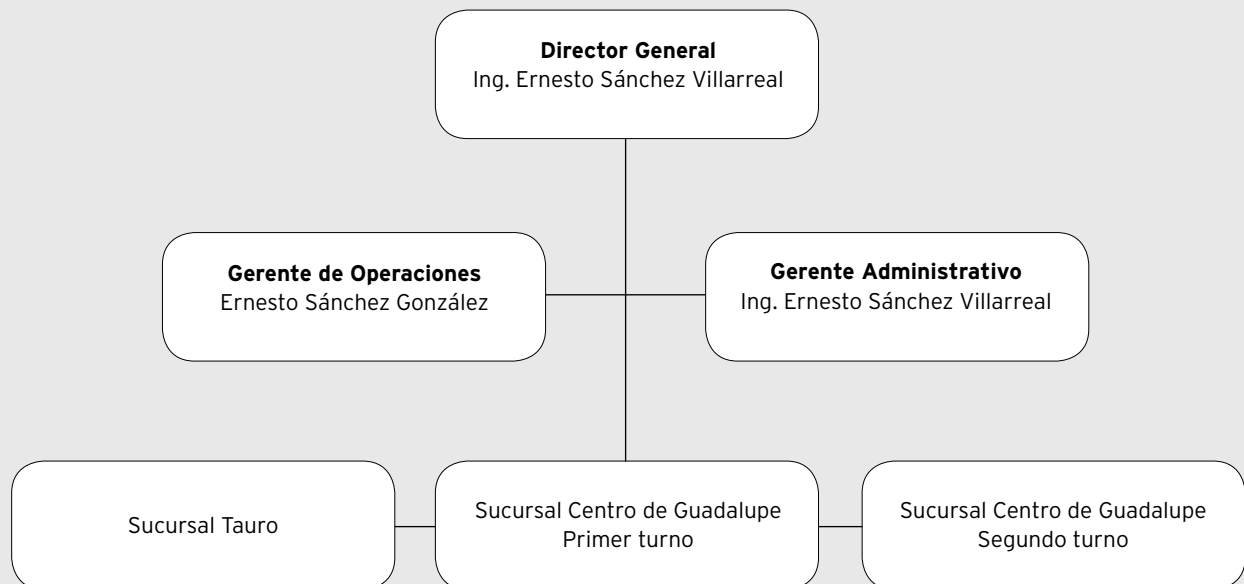 Director General
Ing. Ernesto Sánchez Villarreal
Gerente de Operaciones
Ernesto Sánchez González
Gerente Administrativo
Ing. Ernesto Sánchez Villarreal
Sucursal Tauro
Sucursal Centro de Guadalupe
Primer turno
Sucursal Centro de Guadalupe
Segundo turno